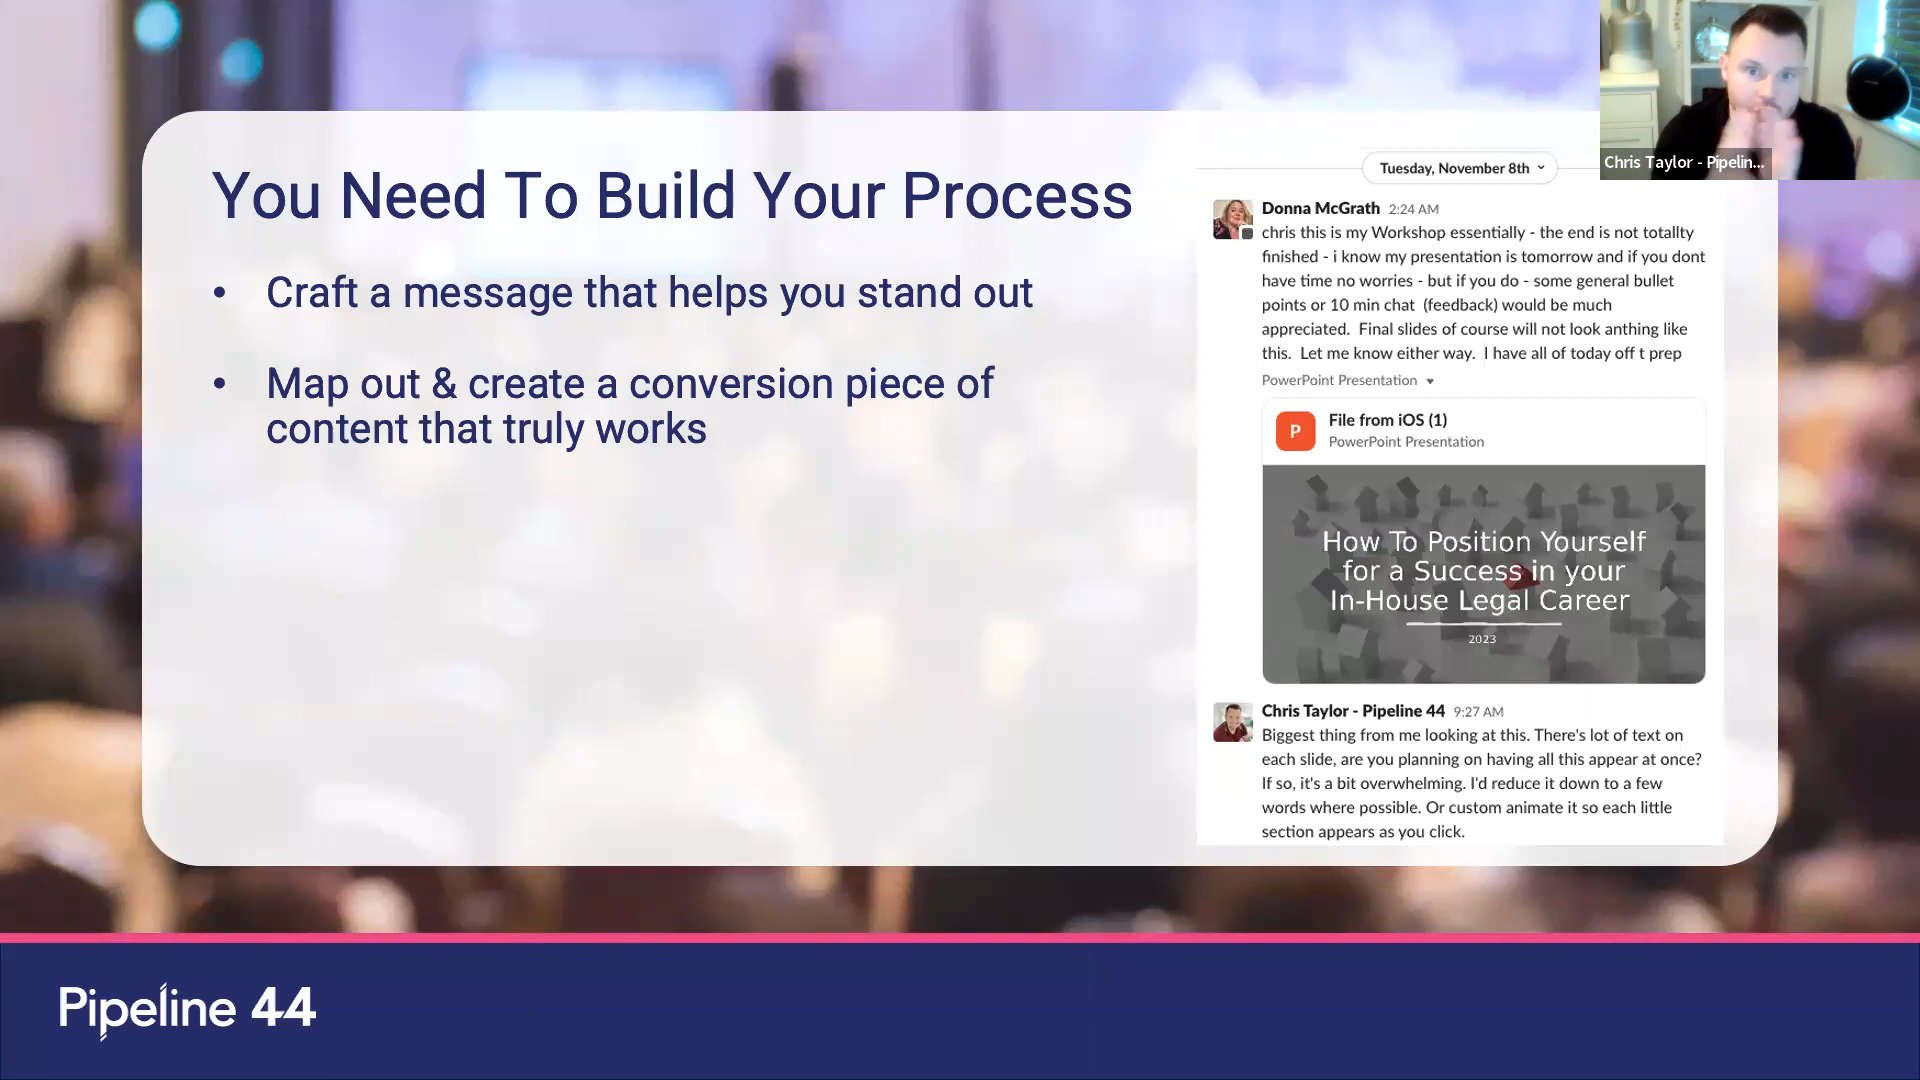 You Need To Build Your Process
• Craft a message that helps you stand out
• Map out & create a conversion piece of
content that truly works
Tuesday, November 8th
Donna McGrath 2:24 AM
chris this is my Workshop essentially - the end is not totallty
finished - i know my presentation is tomorrow and if you dont
have time no worries - but if you do - some general bullet
points or 10 min chat (feedback) would be much
appreciated. Final slides of course will not look anthing like
this. Let me know either way. I have all of today off t prep
PowerPoint Presentation
P
File from iOS (1)
PowerPoint Presentation
How To Position Yourself
for a Success in your
In-House Legal Career
2023
Chris Taylor - Pipeline 44 9:27 AM
Biggest thing from me looking at this. There's lot of text on
each slide, are you planning on having all this appear at once?
If so, it's a bit overwhelming. I'd reduce it down to a few
words where possible. Or custom animate it so each little
section appears as you click.
Chris Taylor - Pipelin...
Pipeline 44